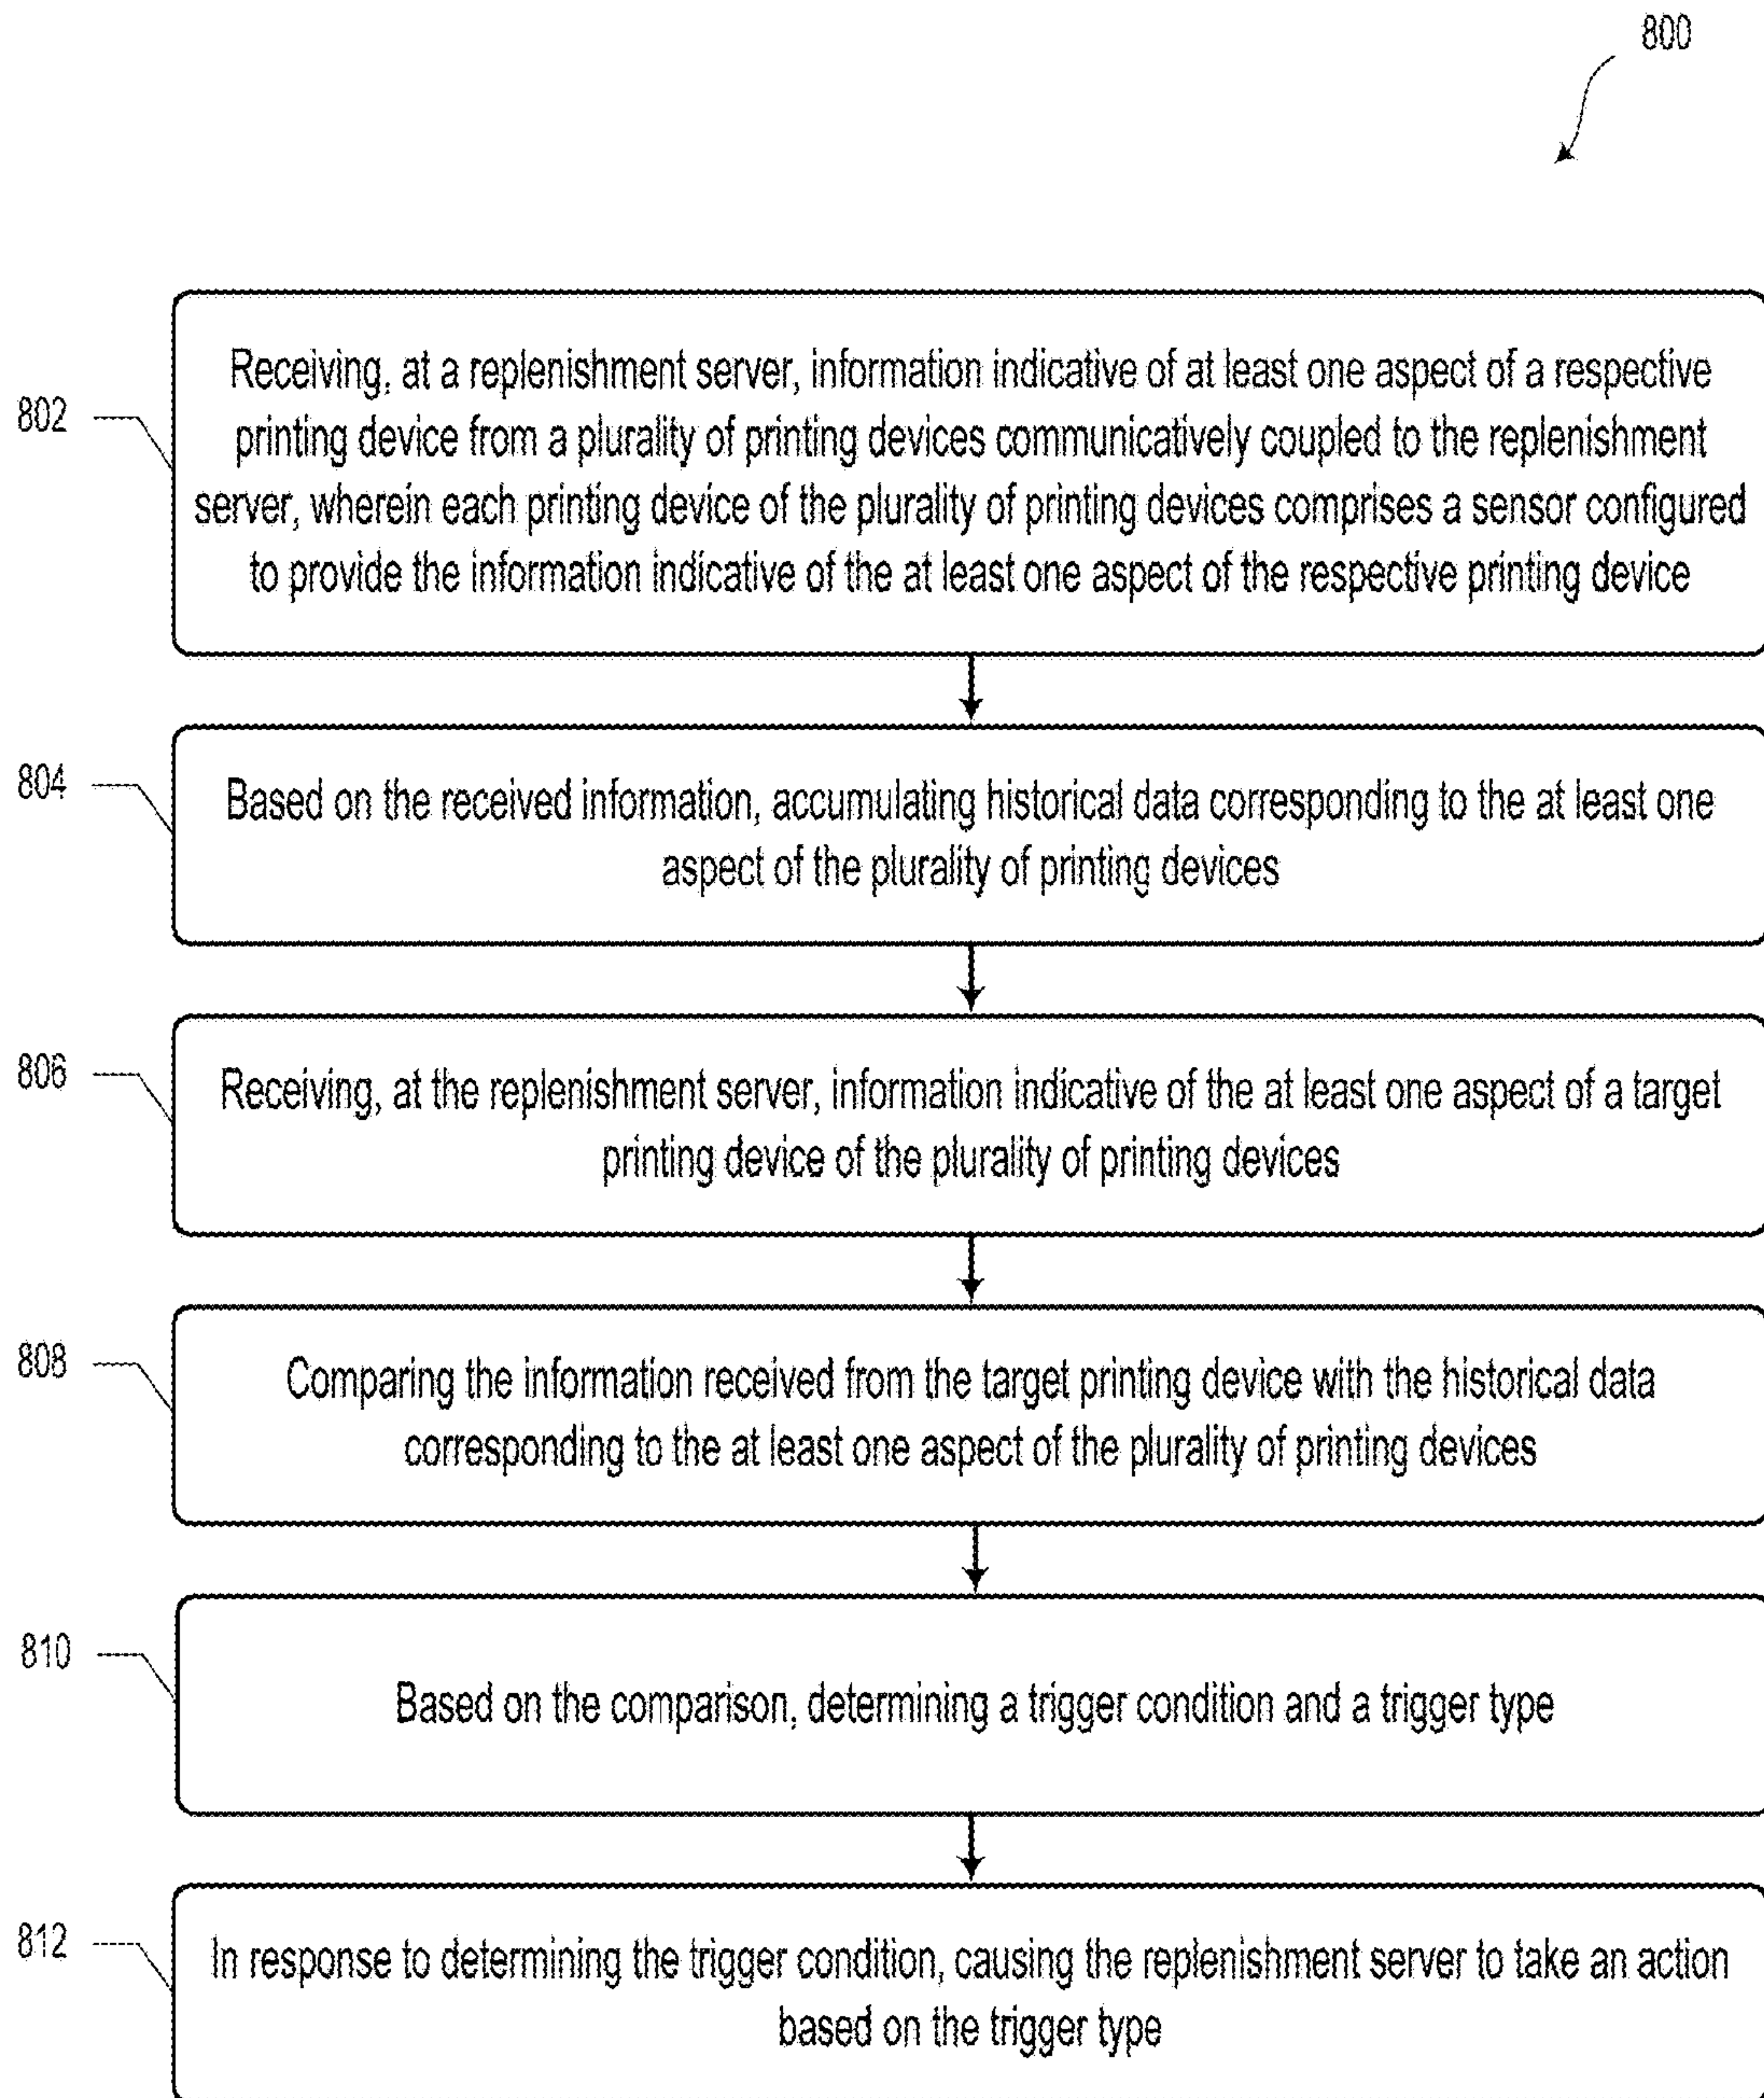 800
802
Receiving, at a replenishment server, information indicative of at least one aspect of a respective
printing device from a plurality of printing devices communicatively coupled to the replenishment
server, wherein each printing device of the plurality of printing devices comprises a sensor configured
to provide the information indicative of the at least one aspect of the respective printing device
804
Based on the received information, accumulating historical data corresponding to the at least one
aspect of the plurality of printing devices
806
Receiving, at the replenishment server, information indicative of the at least one aspect of a target
printing device of the plurality of printing devices
808
Comparing the information received from the target printing device with the historical data
corresponding to the at least one aspect of the plurality of printing devices
810
Based on the comparison, determining a trigger condition and a trigger type
812
In response to determining the trigger condition, causing the replenishment server to take an action
based on the trigger type